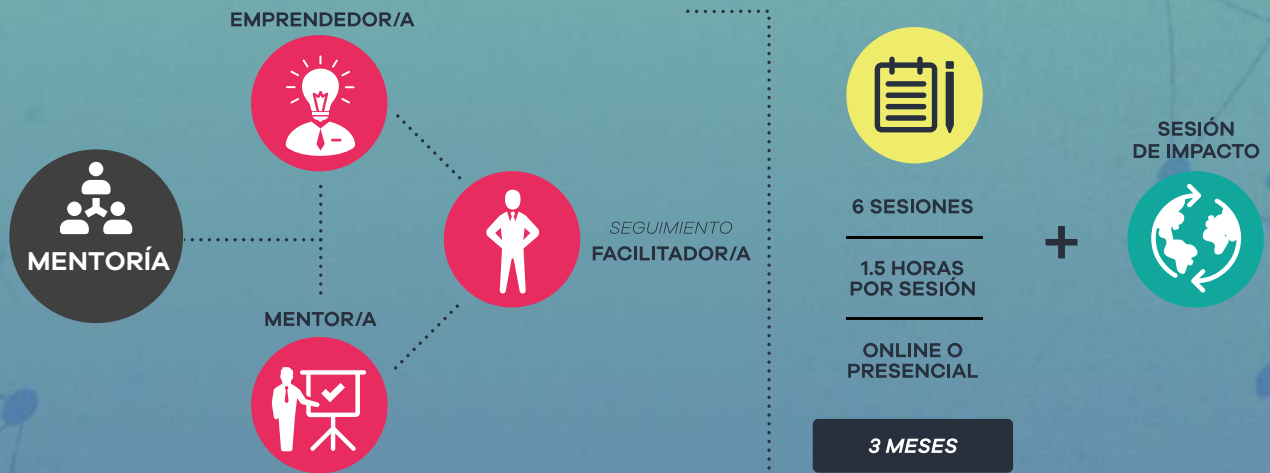 EMPRENDEDOR/A
MENTORÍA
SEGUIMIENTO
FACILITADOR/A
MENTOR/A
6 SESIONES
1.5 HORAS
POR SESIÓN
ONLINE O
PRESENCIAL
3 MESES
+
SESIÓN
DE IMPACTO